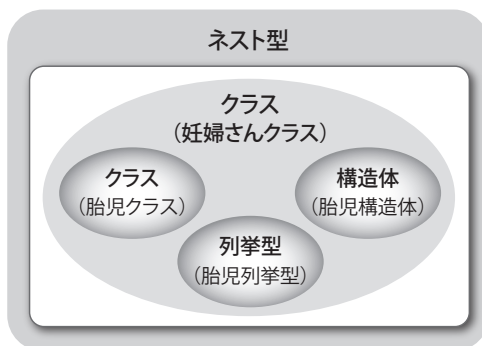 ネスト型
クラス
（妊婦さんクラス）
クラス
（胎児クラス）
構造体
（胎児構造体）
列挙型
（胎児列挙型）